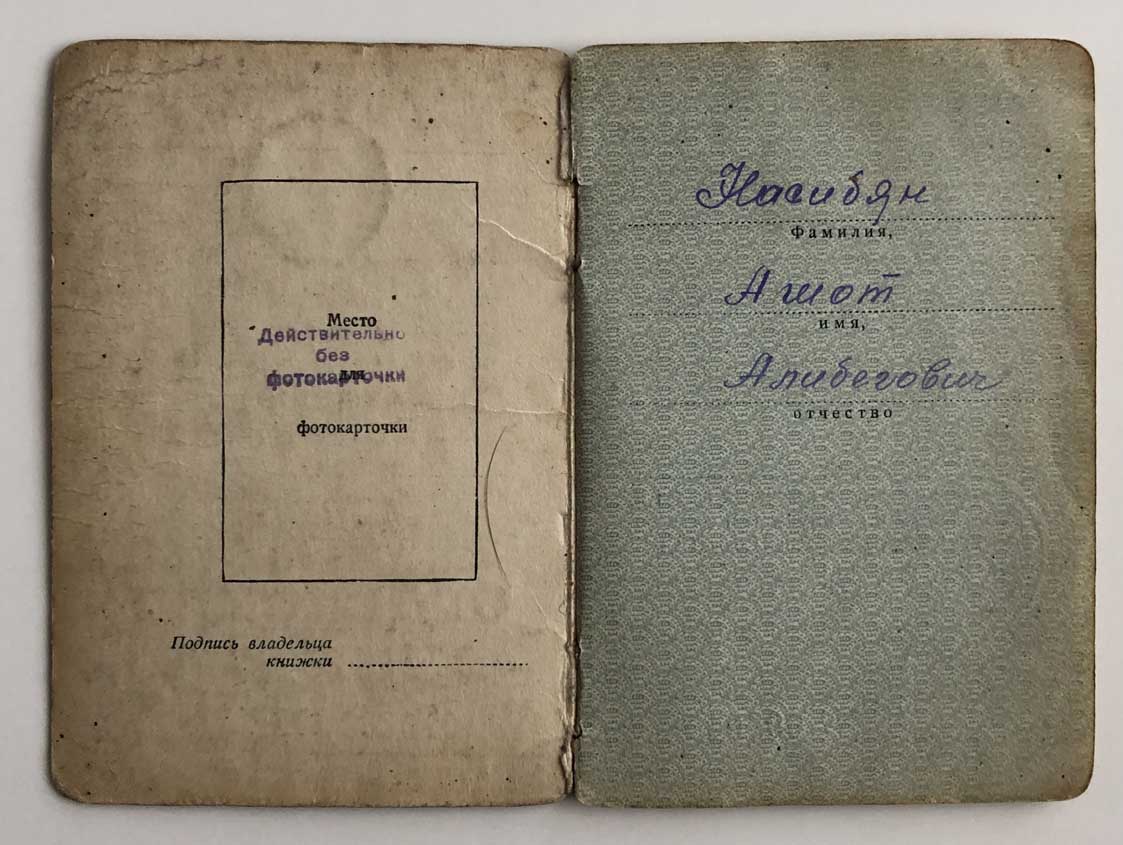 Место
Действительно
без
фотокарточки
для
фотокарточки
Подпись владельца
книжки
Насибян
Фамилия,
Ашот
имя,
Алибегович
отчество